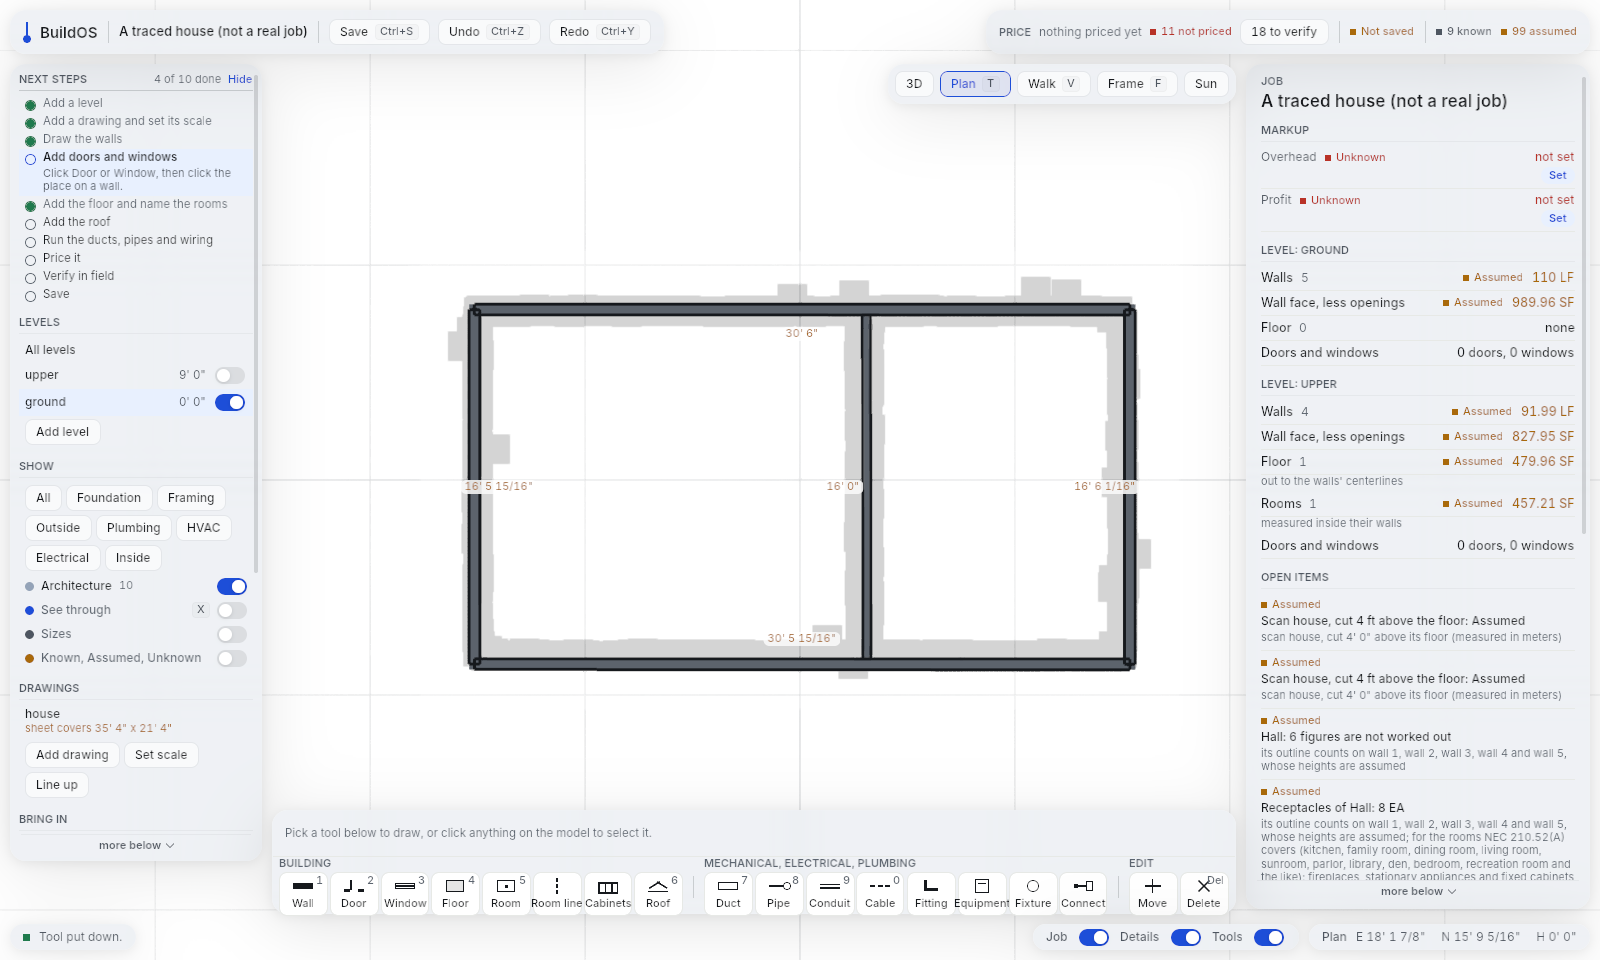 BuildOS
A traced house (not a real job)
Save Ctrl+S
Undo Ctrl+Z
Redo Ctrl+Y
PRICE nothing priced yet 11 not priced
18 to verify
Not saved
9 known 99 assumed
NEXT STEPS 4 of 10 done Hide
Add a level
Add a drawing and set its scale
Draw the walls
Add doors and windows
Click Door or Window, then click the
place on a wall.
Add the floor and name the rooms
Add the roof
Run the ducts, pipes and wiring
Price it
Verify in field
Save
LEVELS
All levels
upper 9' 0"
ground 0' 0"
Add level
SHOW
All Foundation Framing
Outside Plumbing HVAC
Electrical Inside
Architecture 10
See through X
Sizes
Known, Assumed, Unknown
DRAWINGS
house
sheet covers 35' 4" x 21' 4"
Add drawing Set scale
Line up
BRING IN
more below
3D
Plan T
Walk V
Frame F
Sun
30' 6"
16' 5 15/16"
16' 0"
16' 6 1/16"
30' 5 15/16"
JOB
A traced house (not a real job)
MARKUP
Overhead Unknown not set
Set
Profit Unknown not set
Set
LEVEL: GROUND
Walls 5 Assumed 110 LF
Wall face, less openings Assumed 989.96 SF
Floor 0 none
Doors and windows 0 doors, 0 windows
LEVEL: UPPER
Walls 4 Assumed 91.99 LF
Wall face, less openings Assumed 827.95 SF
Floor 1 Assumed 479.96 SF
out to the walls' centerlines
Rooms 1 Assumed 457.21 SF
measured inside their walls
Doors and windows 0 doors, 0 windows
OPEN ITEMS
Assumed
Scan house, cut 4 ft above the floor: Assumed
scan house, cut 4' 0" above its floor (measured in meters)
Assumed
Scan house, cut 4 ft above the floor: Assumed
scan house, cut 4' 0" above its floor (measured in meters)
Assumed
Hall: 6 figures are not worked out
its outline counts on wall 1, wall 2, wall 3, wall 4 and wall 5,
whose heights are assumed
Assumed
Receptacles of Hall: 8 EA
its outline counts on wall 1, wall 2, wall 3, wall 4 and wall 5,
whose heights are assumed; for the rooms NEC 210.52(A)
covers (kitchen, family room, dining room, living room,
sunroom, parlor, library, den, bedroom, recreation room and
the like); fireplaces, stationary appliances and fixed cabinets
more below
Pick a tool below to draw, or click anything on the model to select it.
BUILDING
Wall 1
Door 2
Window 3
Floor 4
Room 5
Room line
Cabinets
Roof 6
MECHANICAL, ELECTRICAL, PLUMBING
Duct 7
Pipe 8
Conduit 9
Cable 0
Fitting
Equipment
Fixture
Connect
EDIT
Move
Delete Del
Tool put down.
Job Details Tools
Plan E 18' 1 7/8" N 15' 9 5/16" H 0' 0"